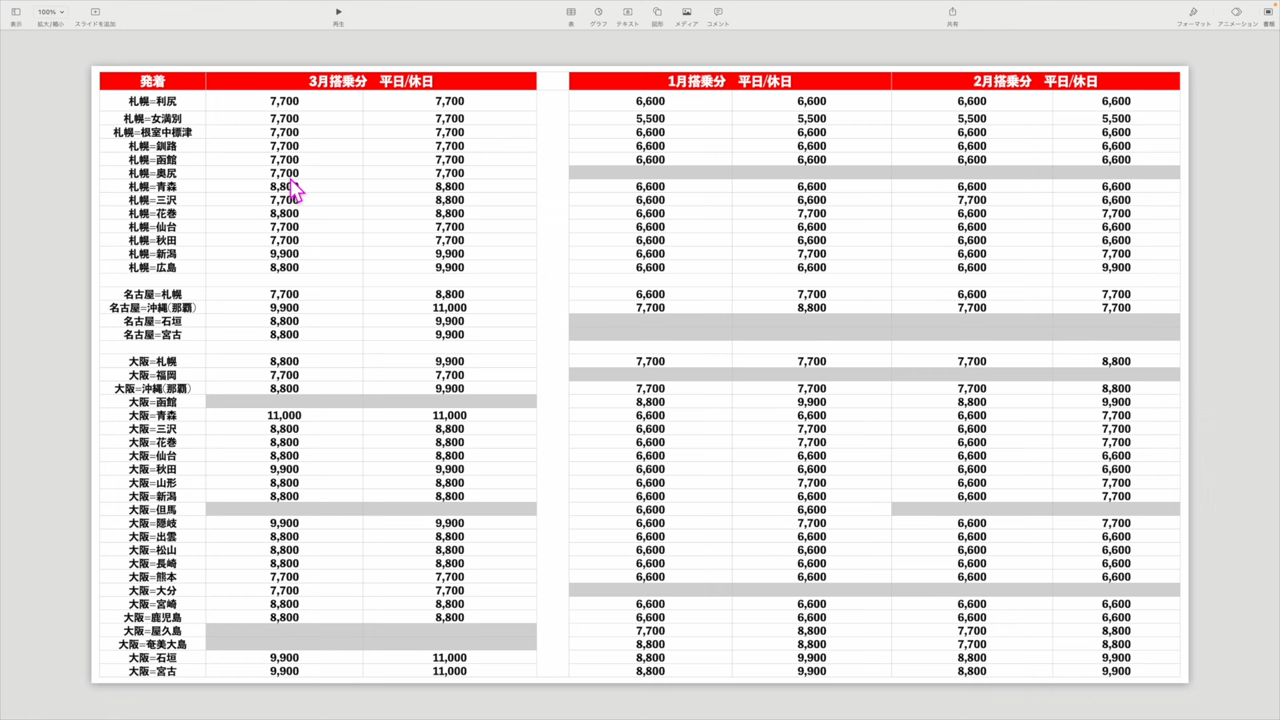 100%
表示 拡大/縮小 スライドを追加 再生 表 グラフ テキスト 図形 メディア コメント 共有 フォーマット アニメーション 書類
発着 3月搭乗分 平日/休日 1月搭乗分 平日/休日 2月搭乗分 平日/休日
札幌=利尻 7,700 7,700 6,600 6,600 6,600 6,600
札幌=女満別 7,700 7,700 5,500 5,500 5,500 5,500
札幌=根室中標津 7,700 7,700 6,600 6,600 6,600 6,600
札幌=釧路 7,700 7,700 6,600 6,600 6,600 6,600
札幌=函館 7,700 7,700 6,600 6,600 6,600 6,600
札幌=奥尻 7,700 7,700
札幌=青森 8,800 8,800 6,600 6,600 6,600 6,600
札幌=三沢 7,700 8,800 6,600 6,600 7,700 6,600
札幌=花巻 8,800 8,800 6,600 7,700 6,600 7,700
札幌=仙台 7,700 7,700 6,600 6,600 6,600 6,600
札幌=秋田 7,700 7,700 6,600 6,600 6,600 6,600
札幌=新潟 9,900 9,900 6,600 7,700 6,600 7,700
札幌=広島 8,800 9,900 6,600 6,600 6,600 9,900
名古屋=札幌 7,700 8,800 6,600 7,700 6,600 7,700
名古屋=沖縄(那覇) 9,900 11,000 7,700 8,800 7,700 7,700
名古屋=石垣 8,800 9,900
名古屋=宮古 8,800 9,900
大阪=札幌 8,800 9,900 7,700 7,700 7,700 8,800
大阪=福岡 7,700 7,700
大阪=沖縄(那覇) 8,800 9,900 7,700 7,700 7,700 8,800
大阪=函館 8,800 9,900 8,800 9,900
大阪=青森 11,000 11,000 6,600 6,600 6,600 7,700
大阪=三沢 8,800 8,800 6,600 7,700 6,600 7,700
大阪=花巻 8,800 8,800 6,600 7,700 6,600 7,700
大阪=仙台 8,800 8,800 6,600 6,600 6,600 6,600
大阪=秋田 9,900 9,900 6,600 6,600 6,600 7,700
大阪=山形 8,800 8,800 6,600 7,700 6,600 7,700
大阪=新潟 8,800 8,800 6,600 6,600 6,600 7,700
大阪=但馬 6,600 6,600
大阪=隠岐 9,900 9,900 6,600 7,700 6,600 7,700
大阪=出雲 8,800 8,800 6,600 6,600 6,600 6,600
大阪=松山 8,800 8,800 6,600 6,600 6,600 6,600
大阪=長崎 8,800 8,800 6,600 6,600 6,600 6,600
大阪=熊本 7,700 7,700 6,600 6,600 6,600 6,600
大阪=大分 7,700 7,700
大阪=宮崎 8,800 8,800 6,600 6,600 6,600 6,600
大阪=鹿児島 8,800 8,800 6,600 6,600 6,600 6,600
大阪=屋久島 7,700 8,800 7,700 8,800
大阪=奄美大島 8,800 8,800 7,700 8,800
大阪=石垣 9,900 11,000 8,800 9,900 8,800 9,900
大阪=宮古 9,900 11,000 8,800 9,900 8,800 9,900